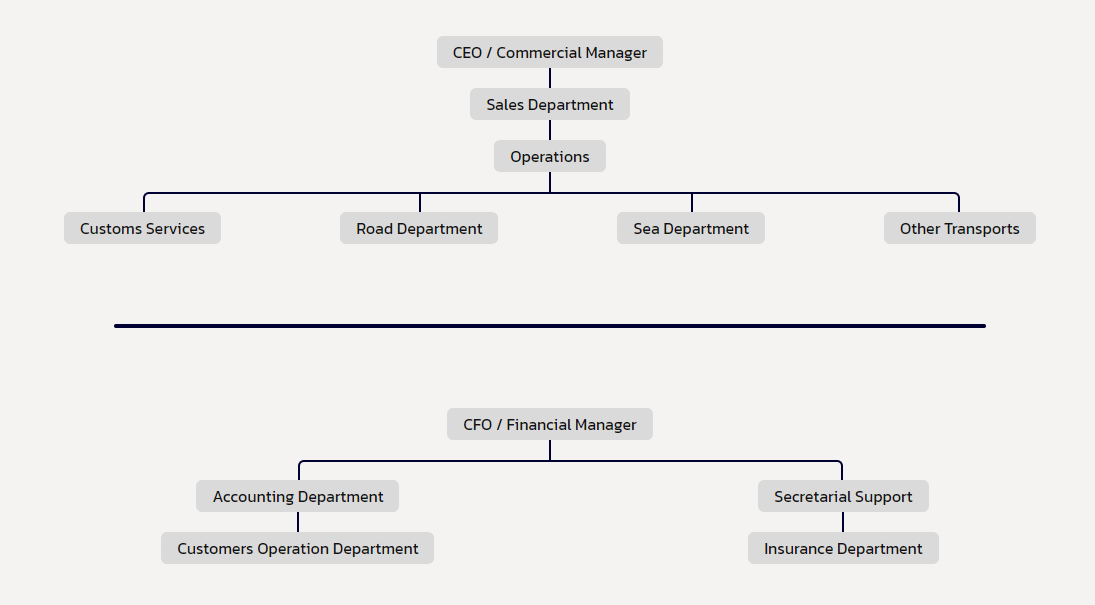 CEO / Commercial Manager
Sales Department
Operations
Customs Services
Road Department
Sea Department
Other Transports
CFO / Financial Manager
Accounting Department
Secretarial Support
Customers Operation Department
Insurance Department